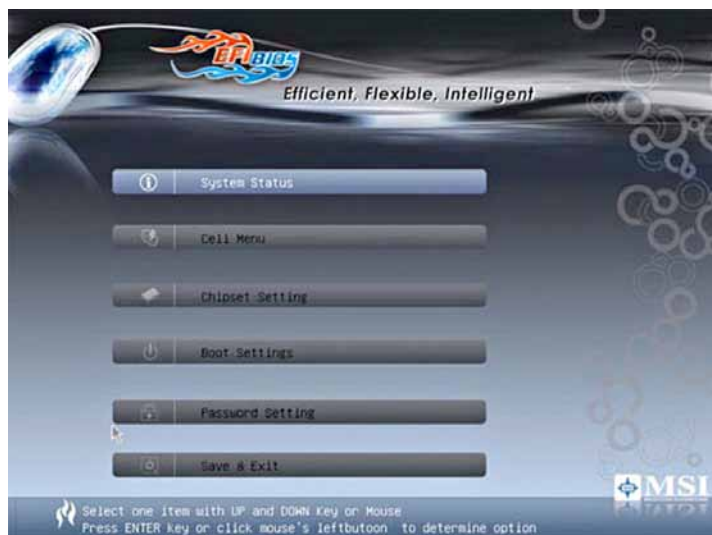 EFI BIOS
Efficient, Flexible, Intelligent
System Status
Cell Menu
Chipset Setting
Boot Settings
Password Setting
Save & Exit
MSI
Select one item with UP and DOWN Key or Mouse
Press ENTER key or click mouse's leftbutoon to determine option